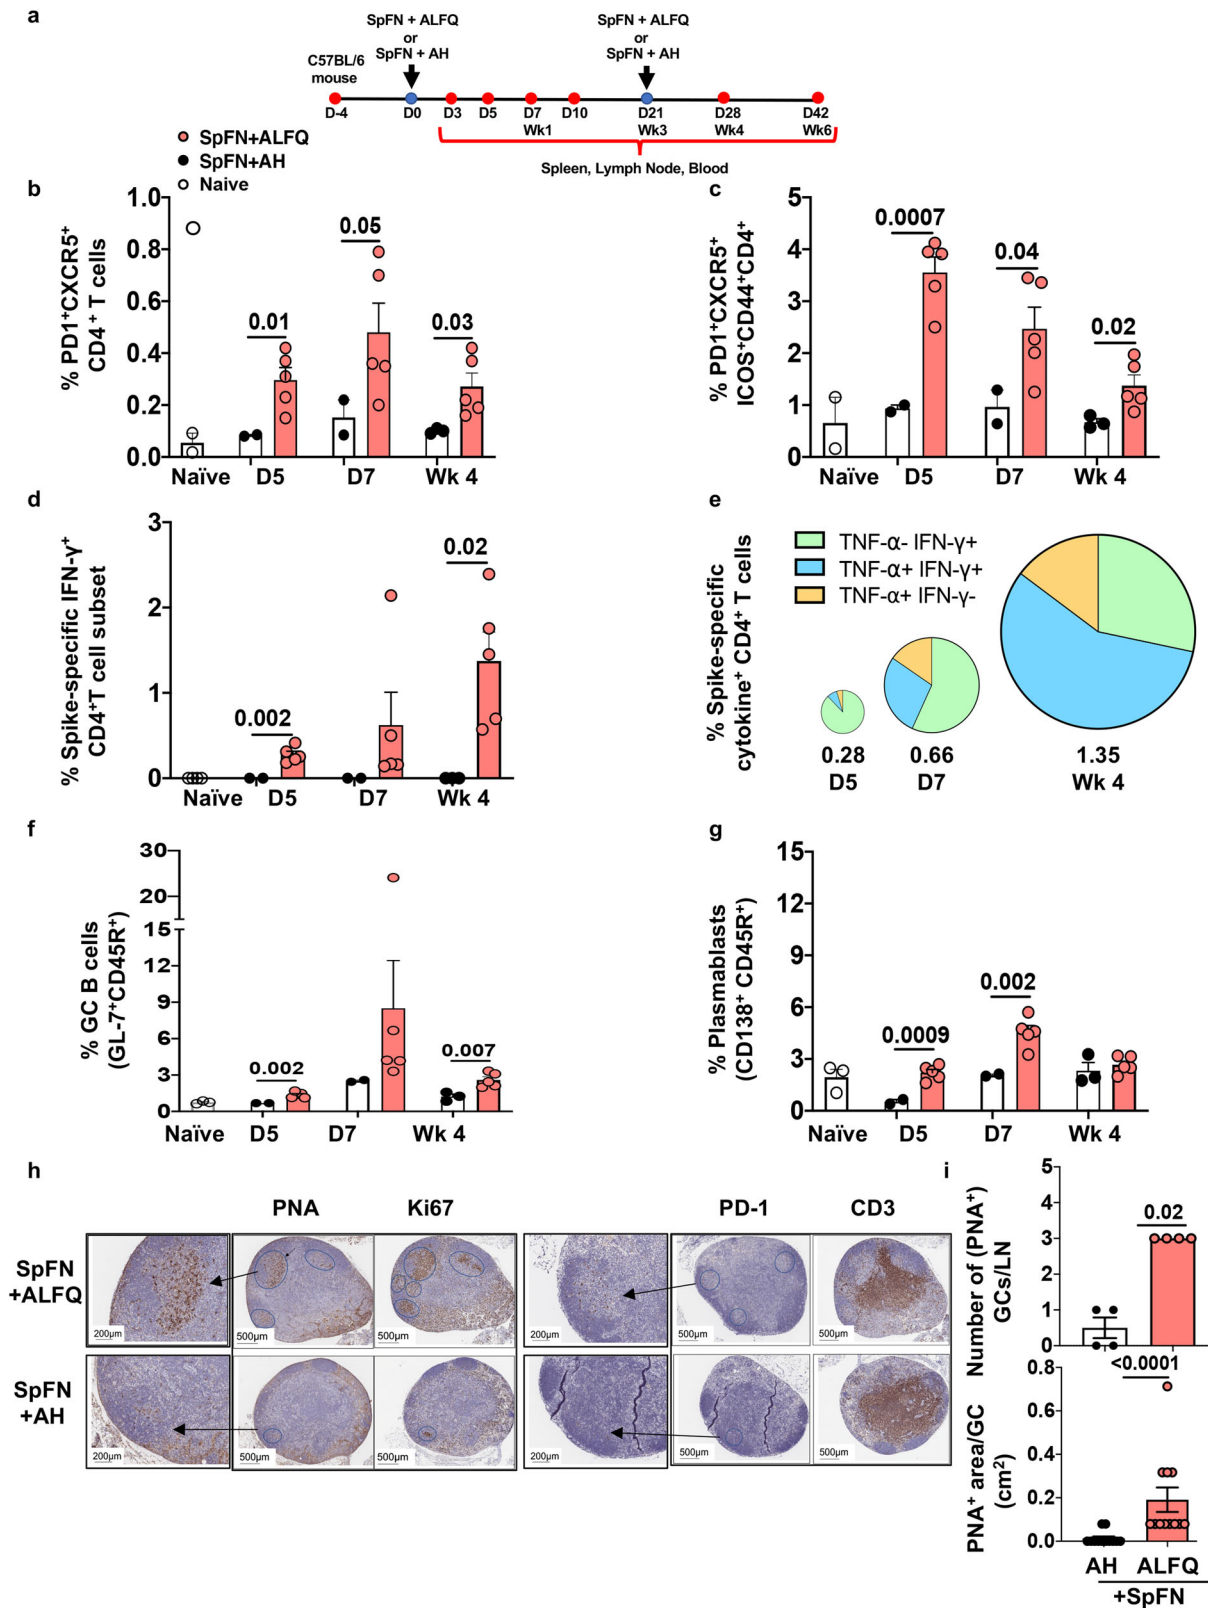 a
SpFN + ALFQ
or
SpFN + AH
SpFN + ALFQ
or
SpFN + AH
C57BL/6
mouse
D-4 D0 D3 D5 D7 D10 D21 D28 D42
Wk1 Wk3 Wk4 Wk6
Spleen, Lymph Node, Blood
SpFN+ALFQ
SpFN+AH
Naive
b
% PD1⁺CXCR5⁺
CD4⁺ T cells
1.0
0.8
0.6
0.4
0.2
0.0
0.01
0.05
0.03
Naïve D5 D7 Wk 4
c
% PD1⁺CXCR5⁺
ICOS⁺CD44⁺CD4⁺
5
4
3
2
1
0
0.0007
0.04
0.02
Naïve D5 D7 Wk 4
d
% Spike-specific IFN-γ⁺
CD4⁺T cell subset
3
2
1
0
0.002
0.02
Naïve D5 D7 Wk 4
e
% Spike-specific
cytokine⁺ CD4⁺ T cells
TNF-α- IFN-γ+
TNF-α+ IFN-γ+
TNF-α+ IFN-γ-
0.28 0.66 1.35
D5 D7 Wk 4
f
% GC B cells
(GL-7⁺CD45R⁺)
30
20
15
12
9
6
3
0
0.002
0.007
Naïve D5 D7 Wk 4
g
% Plasmablasts
(CD138⁺ CD45R⁺)
15
12
9
6
3
0
0.0009
0.002
Naïve D5 D7 Wk 4
h
PNA Ki67 PD-1 CD3
SpFN
+ALFQ
200µm 500µm 500µm 200µm 500µm 500µm
SpFN
+AH
200µm 500µm 500µm 200µm 500µm 500µm
i
Number of (PNA⁺)
GCs/LN
5
4
3
2
1
0
0.02
PNA⁺ area/GC
(cm²)
0.8
0.6
0.4
0.2
0.0
<0.0001
AH ALFQ
+SpFN